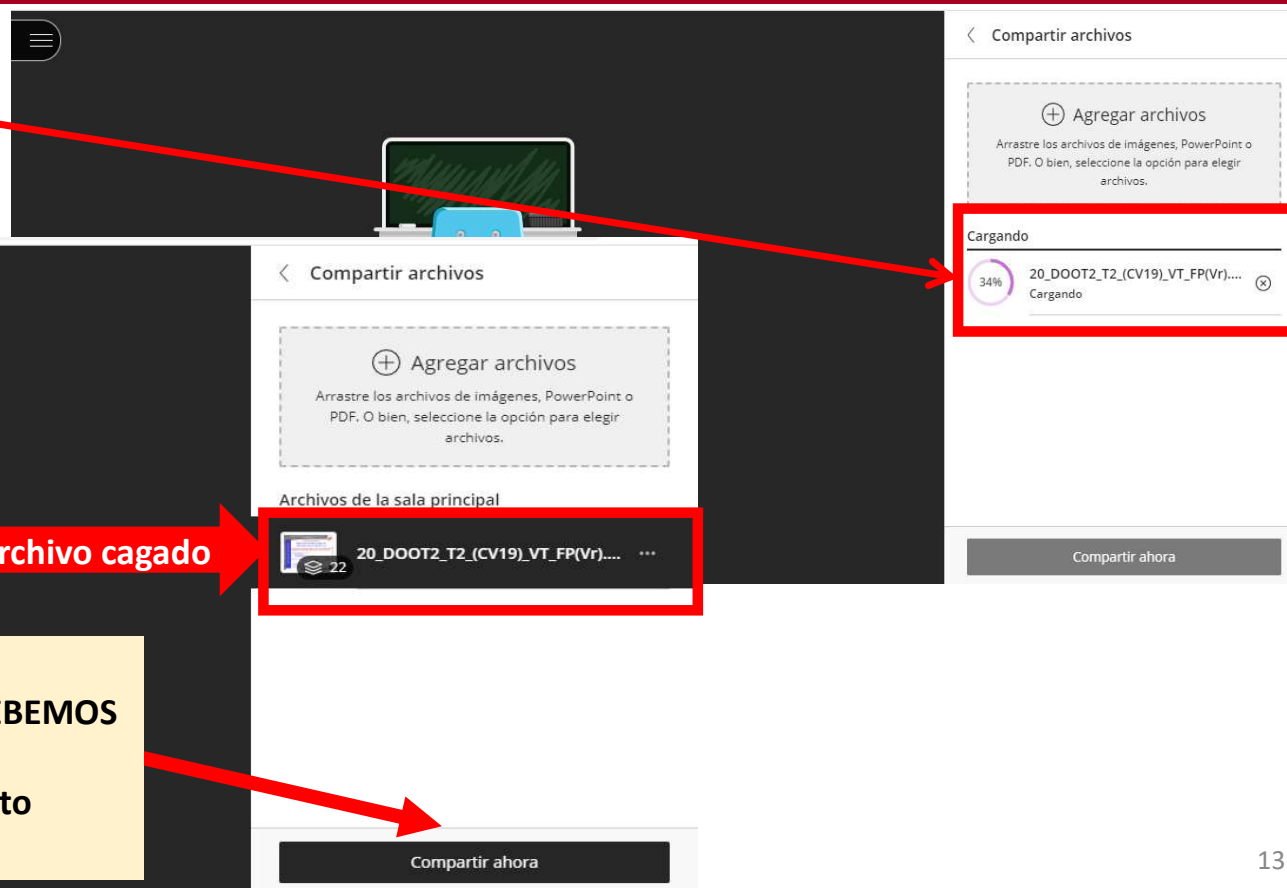 Compartir archivos
Agregar archivos
Arrastre los archivos de imágenes, PowerPoint o
PDF. O bien, seleccione la opción para elegir
archivos.
Cargando
34%
20_DOOT2_T2_(CV19)_VT_FP(Vr)....
Cargando
Compartir ahora
Compartir archivos
Agregar archivos
Arrastre los archivos de imágenes, PowerPoint o
PDF. O bien, seleccione la opción para elegir
archivos.
Archivos de la sala principal
rchivo cagado
22
20_DOOT2_T2_(CV19)_VT_FP(Vr)....
EBEMOS
to
Compartir ahora
13